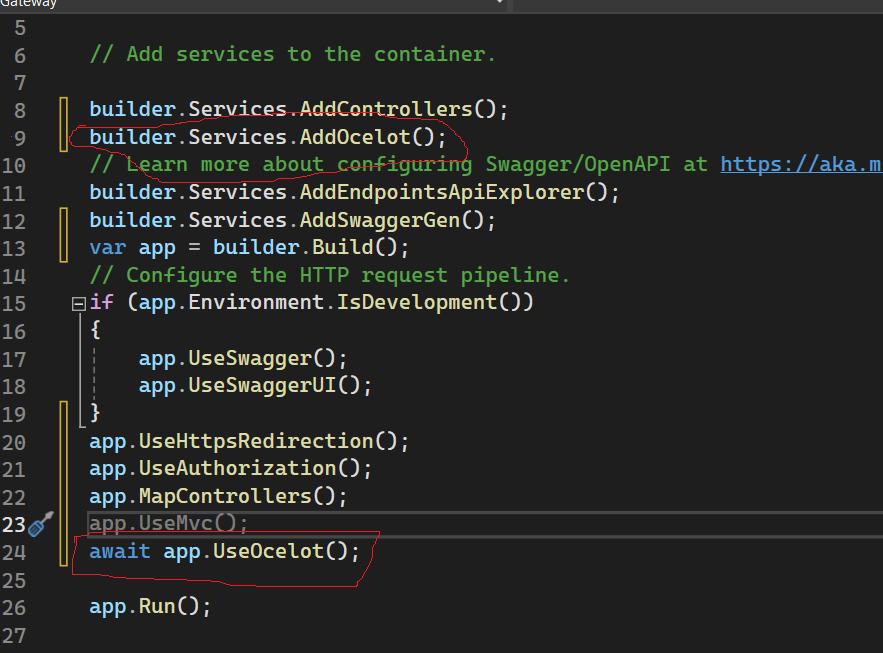 Gateway
5
6 // Add services to the container.
7
8 builder.Services.AddControllers();
9 builder.Services.AddOcelot();
10 // Learn more about configuring Swagger/OpenAPI at https://aka.m
11 builder.Services.AddEndpointsApiExplorer();
12 builder.Services.AddSwaggerGen();
13 var app = builder.Build();
14 // Configure the HTTP request pipeline.
15 if (app.Environment.IsDevelopment())
16 {
17 app.UseSwagger();
18 app.UseSwaggerUI();
19 }
20 app.UseHttpsRedirection();
21 app.UseAuthorization();
22 app.MapControllers();
23 app.UseMvc();
24 await app.UseOcelot();
25
26 app.Run();
27